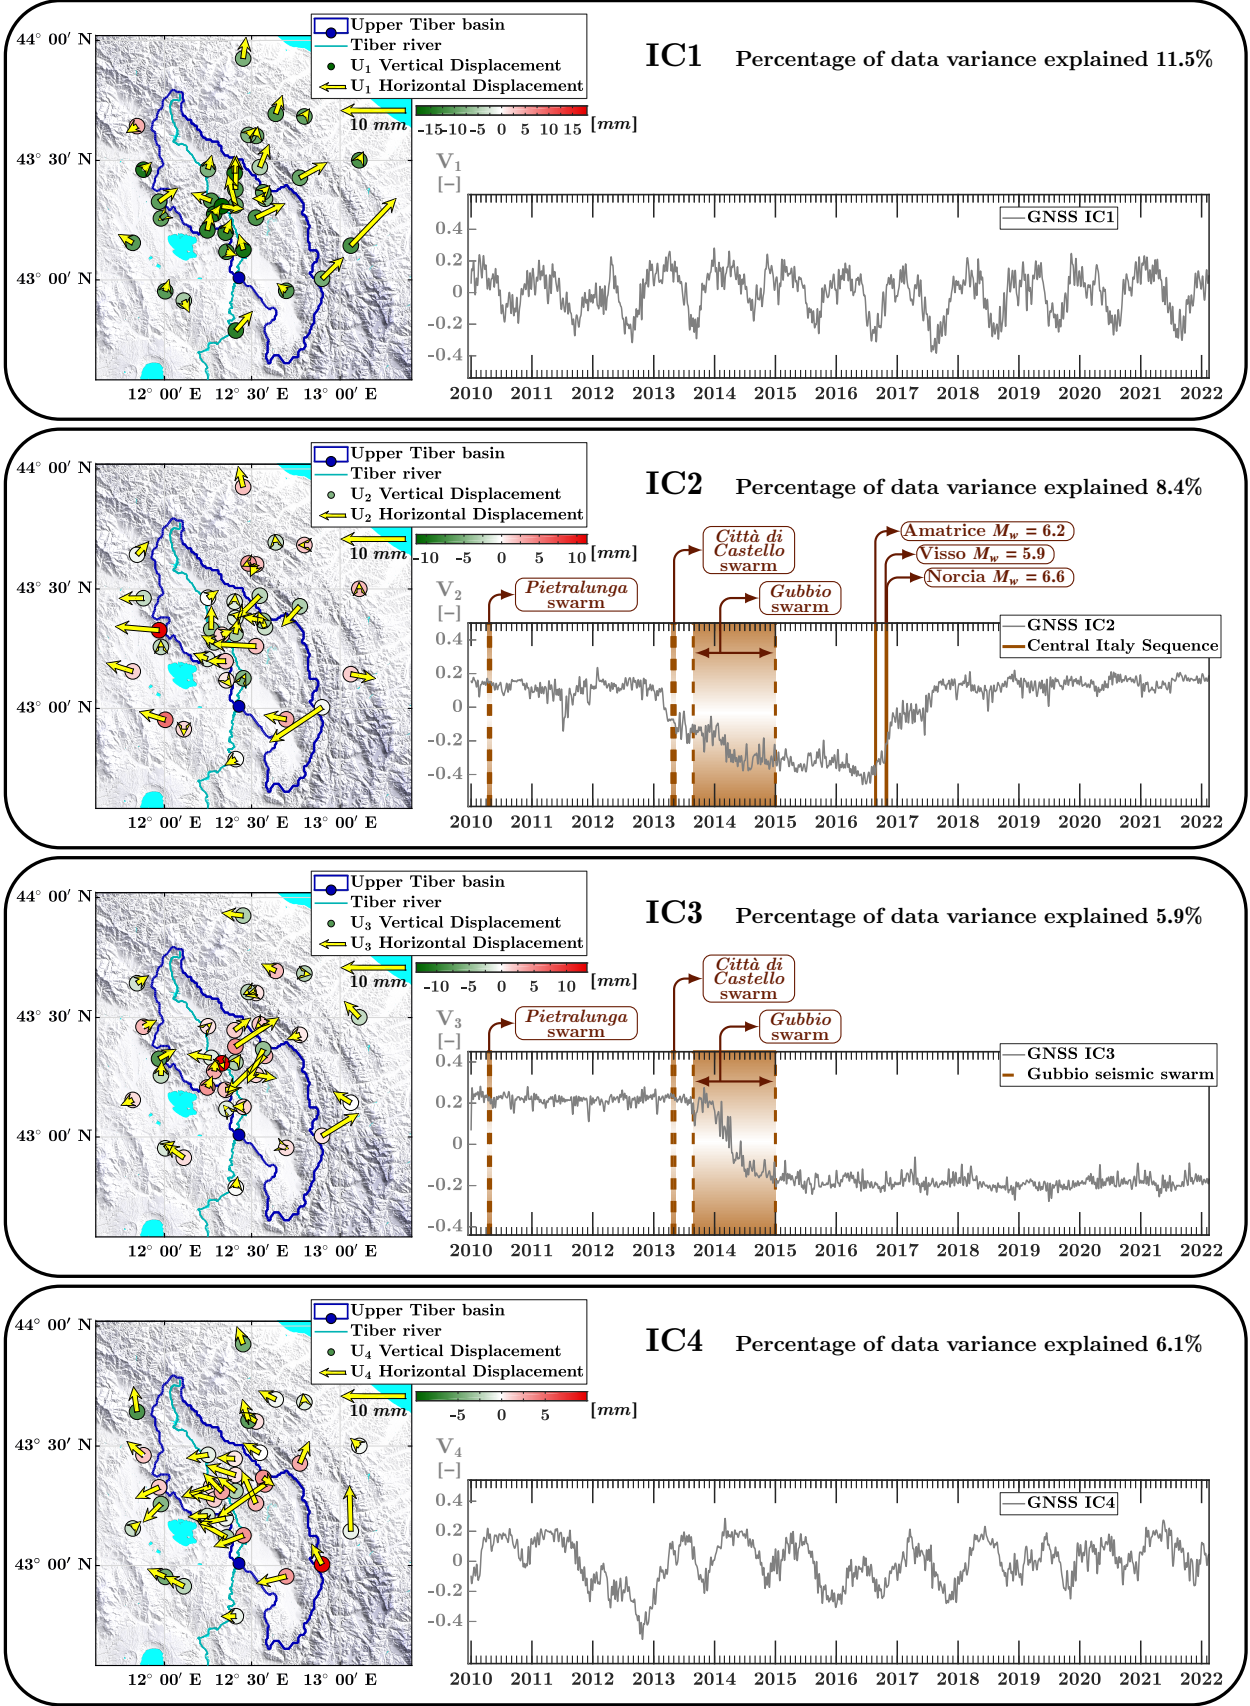 IC1 Percentage of data variance explained 11.5%
Upper Tiber basin
Tiber river
U1 Vertical Displacement
U1 Horizontal Displacement
10 mm
-15 -10 -5 0 5 10 15 [mm]
44° 00′ N
43° 30′ N
43° 00′ N
12° 00′ E 12° 30′ E 13° 00′ E
V1
[−]
GNSS IC1
0.4
0.2
0
-0.2
-0.4
2010 2011 2012 2013 2014 2015 2016 2017 2018 2019 2020 2021 2022
IC2 Percentage of data variance explained 8.4%
Upper Tiber basin
Tiber river
U2 Vertical Displacement
U2 Horizontal Displacement
10 mm
-10 -5 0 5 10 [mm]
44° 00′ N
43° 30′ N
43° 00′ N
12° 00′ E 12° 30′ E 13° 00′ E
Pietralunga
swarm
Città di
Castello
swarm
Gubbio
swarm
Amatrice Mw = 6.2
Visso Mw = 5.9
Norcia Mw = 6.6
V2
[−]
GNSS IC2
Central Italy Sequence
0.4
0.2
0
-0.2
-0.4
2010 2011 2012 2013 2014 2015 2016 2017 2018 2019 2020 2021 2022
IC3 Percentage of data variance explained 5.9%
Upper Tiber basin
Tiber river
U3 Vertical Displacement
U3 Horizontal Displacement
10 mm
-10 -5 0 5 10 [mm]
44° 00′ N
43° 30′ N
43° 00′ N
12° 00′ E 12° 30′ E 13° 00′ E
Pietralunga
swarm
Città di
Castello
swarm
Gubbio
swarm
V3
[−]
GNSS IC3
Gubbio seismic swarm
0.4
0.2
0
-0.2
-0.4
2010 2011 2012 2013 2014 2015 2016 2017 2018 2019 2020 2021 2022
IC4 Percentage of data variance explained 6.1%
Upper Tiber basin
Tiber river
U4 Vertical Displacement
U4 Horizontal Displacement
10 mm
-5 0 5 [mm]
44° 00′ N
43° 30′ N
43° 00′ N
12° 00′ E 12° 30′ E 13° 00′ E
V4
[−]
GNSS IC4
0.4
0.2
0
-0.2
-0.4
2010 2011 2012 2013 2014 2015 2016 2017 2018 2019 2020 2021 2022